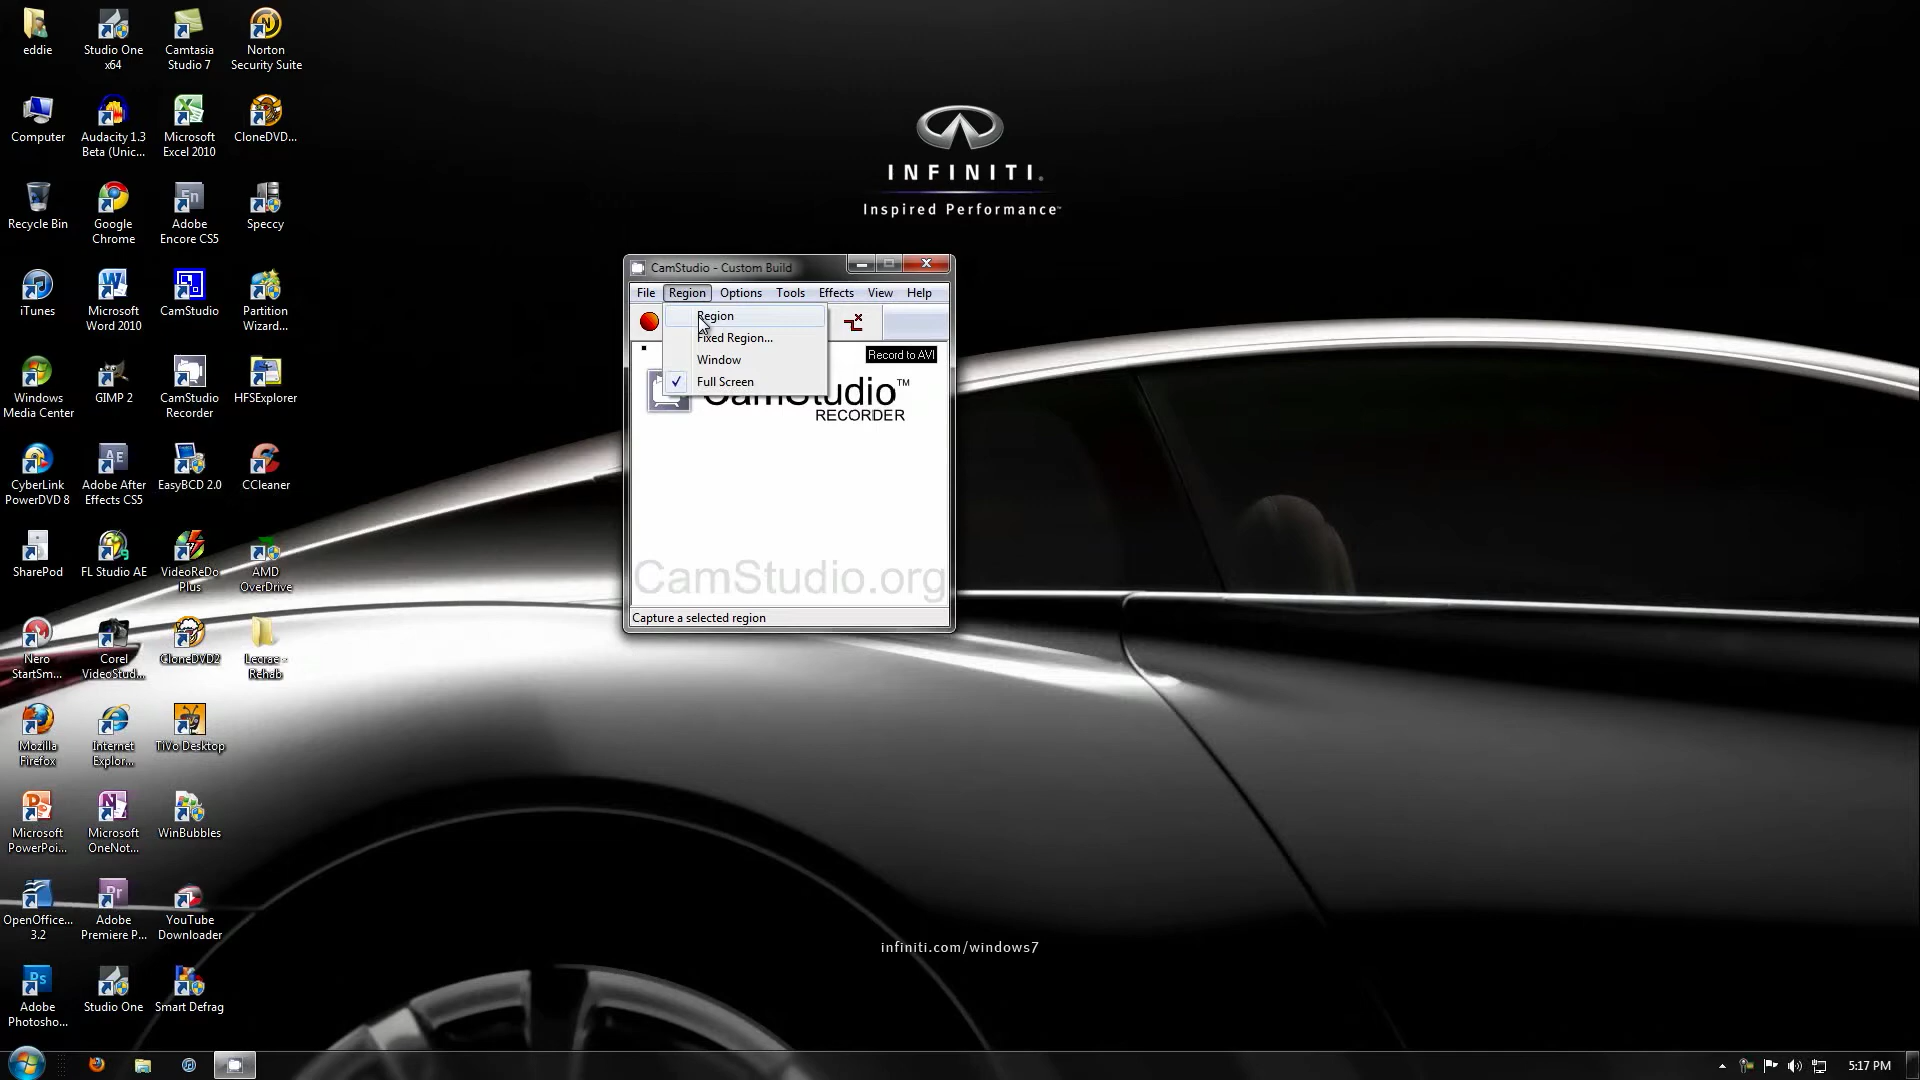 eddie
Studio One
x64
Camtasia
Studio 7
Norton
Security Suite
Computer
Audacity 1.3
Beta (Unic...
Microsoft
Excel 2010
CloneDVD...
Recycle Bin
Google
Chrome
Adobe
Encore CS5
Speccy
iTunes
Microsoft
Word 2010
CamStudio
Partition
Wizard...
Windows
Media Center
GIMP 2
CamStudio
Recorder
HFSExplorer
CyberLink
PowerDVD 8
Adobe After
Effects CS5
EasyBCD 2.0
CCleaner
SharePod
FL Studio AE
VideoReDo
Plus
AMD
OverDrive
Nero
StartSm...
Corel
VideoStud...
CloneDVD2
Lecrae -
Rehab
Mozilla
Firefox
Internet
Explor...
TiVo Desktop
Microsoft
PowerPoi...
Microsoft
OneNot...
WinBubbles
OpenOffice...
3.2
Adobe
Premiere P...
YouTube
Downloader
Adobe
Photosho...
Studio One
Smart Defrag
INFINITI.
Inspired Performance™
CamStudio - Custom Build
File Region Options Tools Effects View Help
Region
Fixed Region...
Window
Full Screen
Record to AVI
CamStudio™
RECORDER
CamStudio.org
Capture a selected region
infiniti.com/windows7
5:17 PM